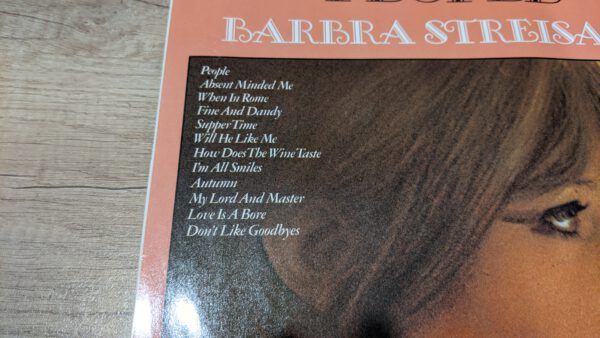 PEOPLE
BARBRA STREISA
People
Absent Minded Me
When In Rome
Fine And Dandy
Supper Time
Will He Like Me
How Does The Wine Taste
I'm All Smiles
Autumn
My Lord And Master
Love Is A Bore
Don't Like Goodbyes